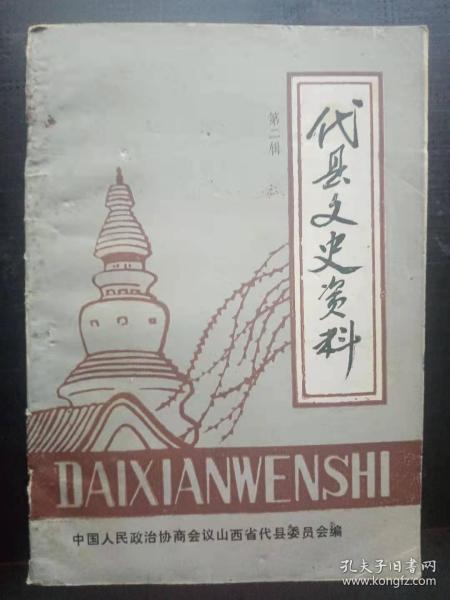 代县文史资料
第二辑
DAIXIANWENSHI
中国人民政治协商会议山西省代县委员会编
孔夫子旧书网
www.kongfz.com